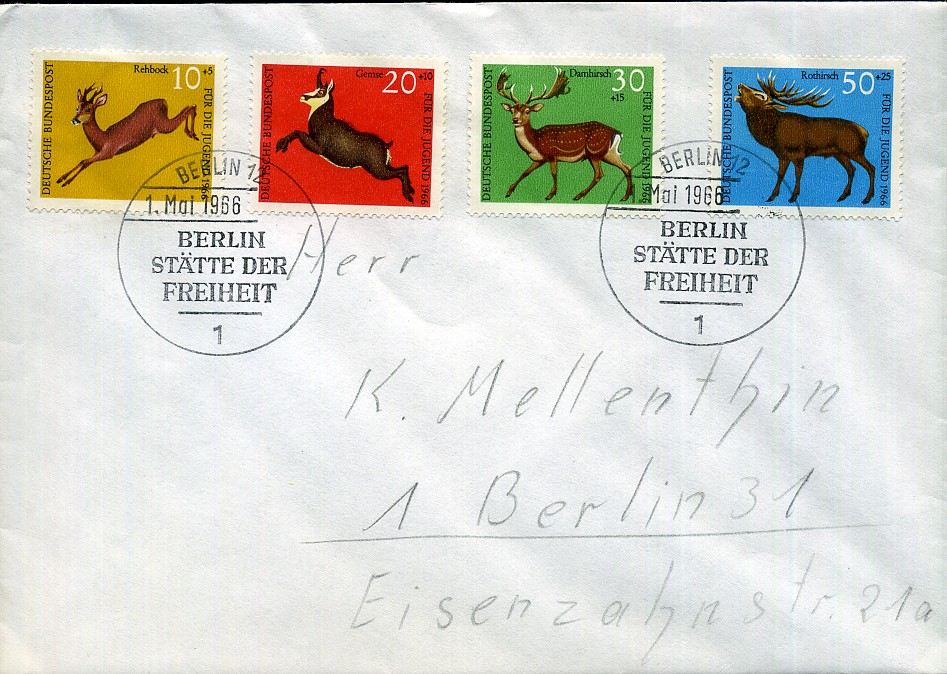 DEUTSCHE BUNDESPOST
Rehbock 10+5
FÜR DIE JUGEND 1966
DEUTSCHE BUNDESPOST
Gemse 20+10
FÜR DIE JUGEND 1966
DEUTSCHE BUNDESPOST
Damhirsch 30
+15
FÜR DIE JUGEND 1966
DEUTSCHE BUNDESPOST
Rothirsch 50+25
FÜR DIE JUGEND 1966
BERLIN 12
1. Mai 1966
BERLIN
STÄTTE DER
FREIHEIT
1
BERLIN 12
Mai 1966
BERLIN
STÄTTE DER
FREIHEIT
1
Herr
K. Mellenthin
1 Berlin 31
Eisenzahnstr. 21a